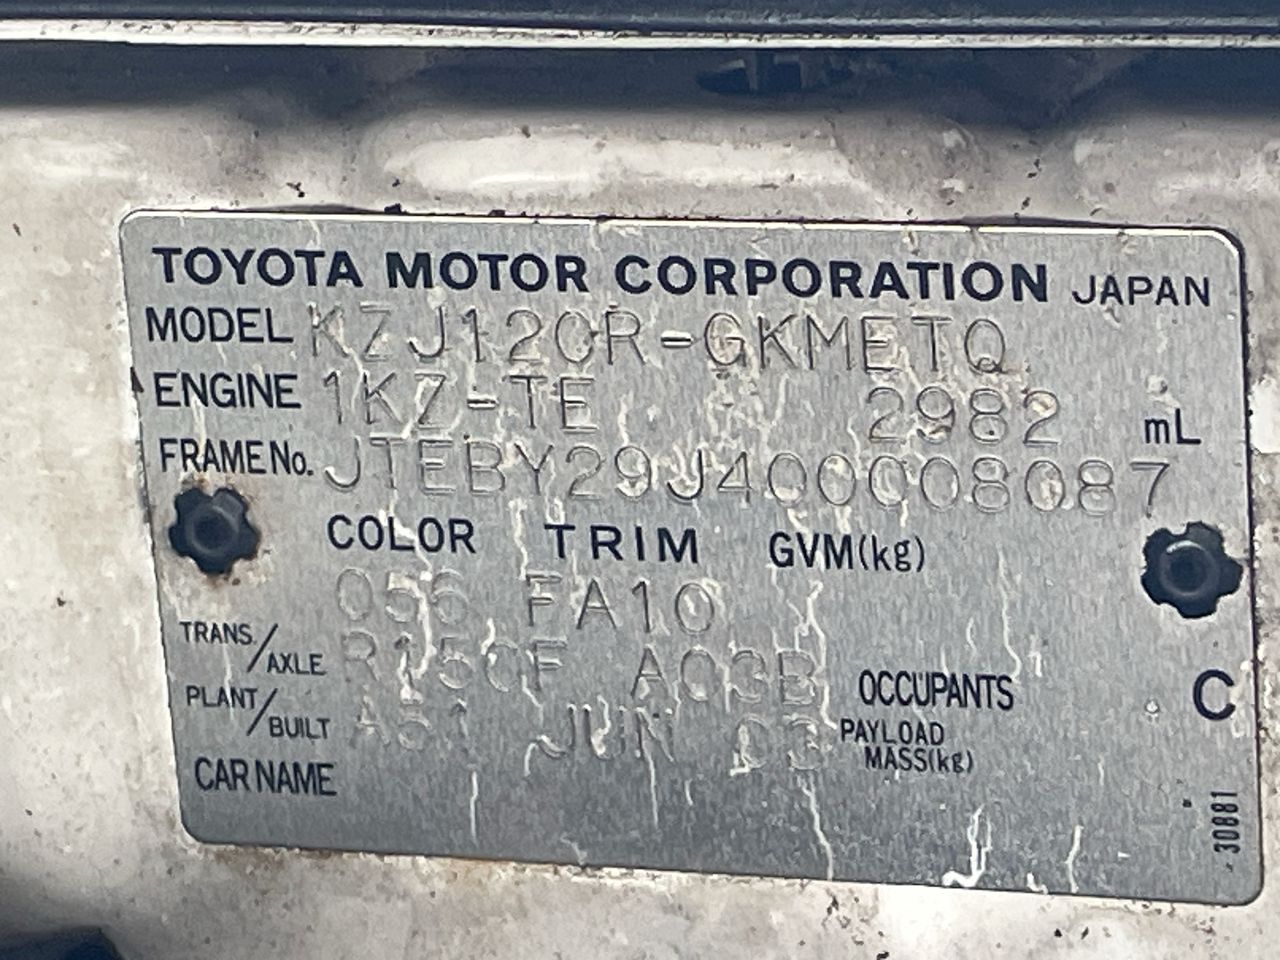 TOYOTA MOTOR CORPORATION JAPAN
MODEL KZJ120R-GKMETQ
ENGINE 1KZ-TE 2982 mL
FRAME No. JTEBY29J400008087
COLOR TRIM GVM(kg)
056 FA10
TRANS./AXLE R150F A03B
OCCUPANTS C
PLANT/BUILT A51 JUN 03
PAYLOAD
MASS(kg)
CAR NAME
30881